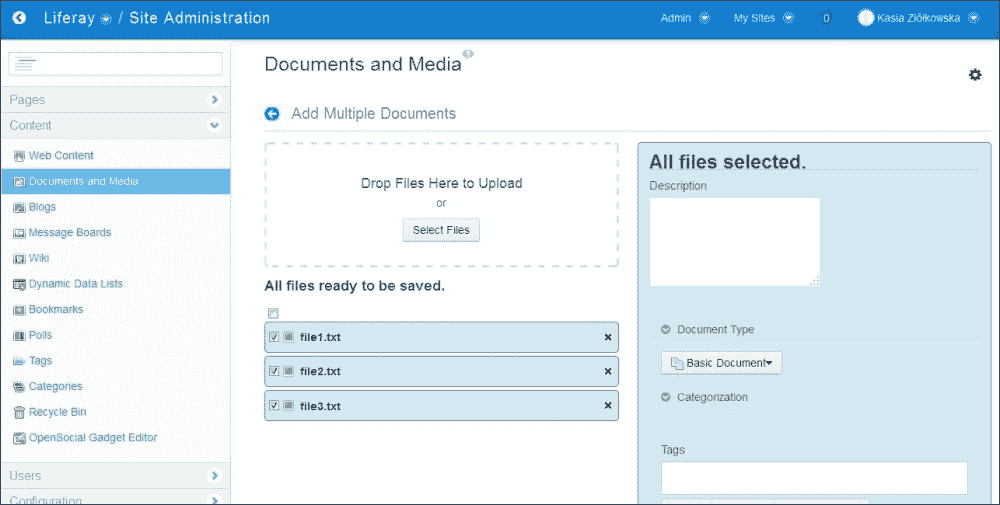 Liferay / Site Administration
Admin
My Sites
0
Kasia Ziółkowska
Pages
Content
Web Content
Documents and Media
Blogs
Message Boards
Wiki
Dynamic Data Lists
Bookmarks
Polls
Tags
Categories
Recycle Bin
OpenSocial Gadget Editor
Users
Configuration
Documents and Media
Add Multiple Documents
Drop Files Here to Upload
or
Select Files
All files ready to be saved.
file1.txt
file2.txt
file3.txt
All files selected.
Description
Document Type
Basic Document
Categorization
Tags